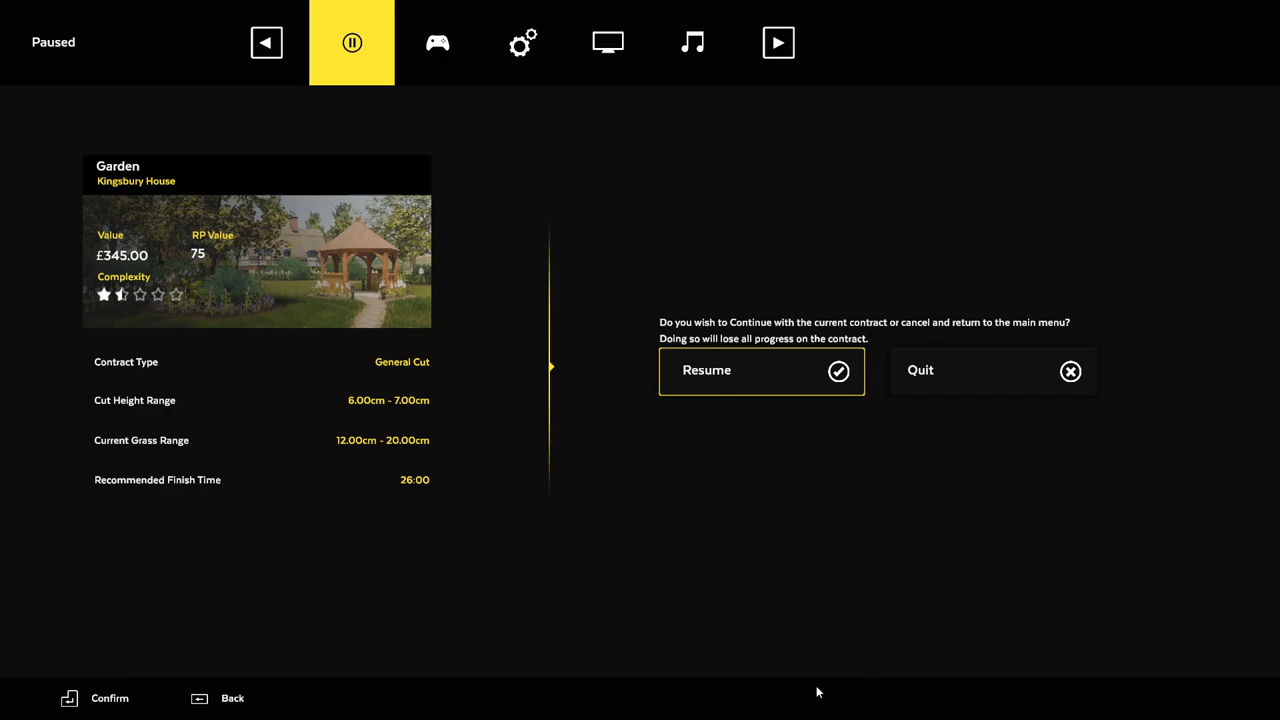 Paused
Garden
Kingsbury House
Value
RP Value
£345.00
75
Complexity
Contract Type
General Cut
Cut Height Range
6.00cm - 7.00cm
Current Grass Range
12.00cm - 20.00cm
Recommended Finish Time
26:00
Do you wish to Continue with the current contract or cancel and return to the main menu?
Doing so will lose all progress on the contract.
Resume
Quit
Confirm
Back